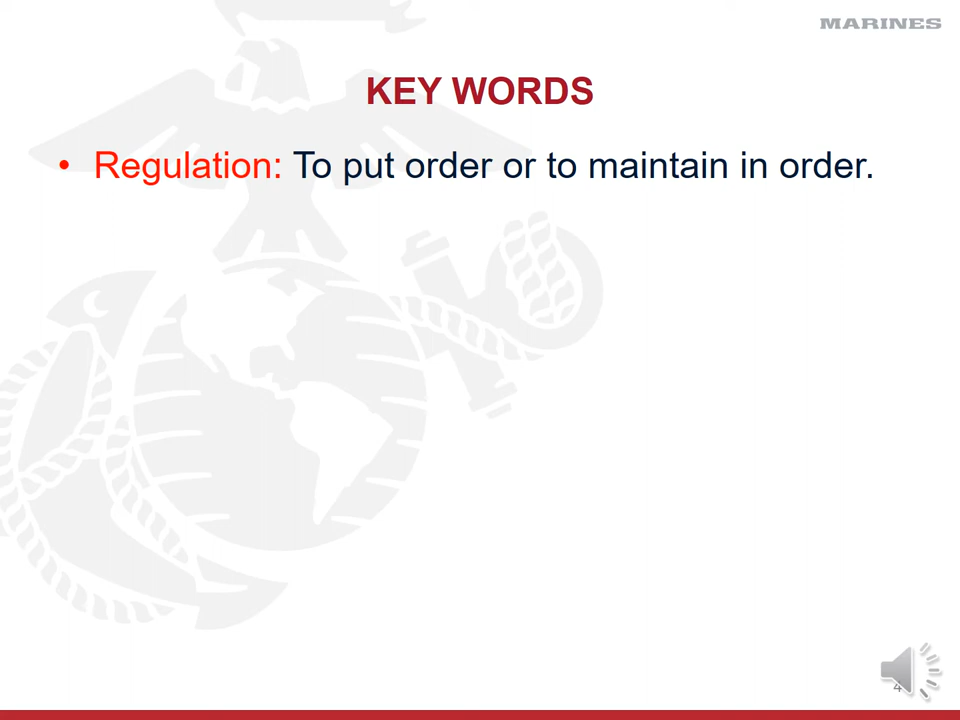 MARINES
KEY WORDS
• Regulation: To put order or to maintain in order.
4